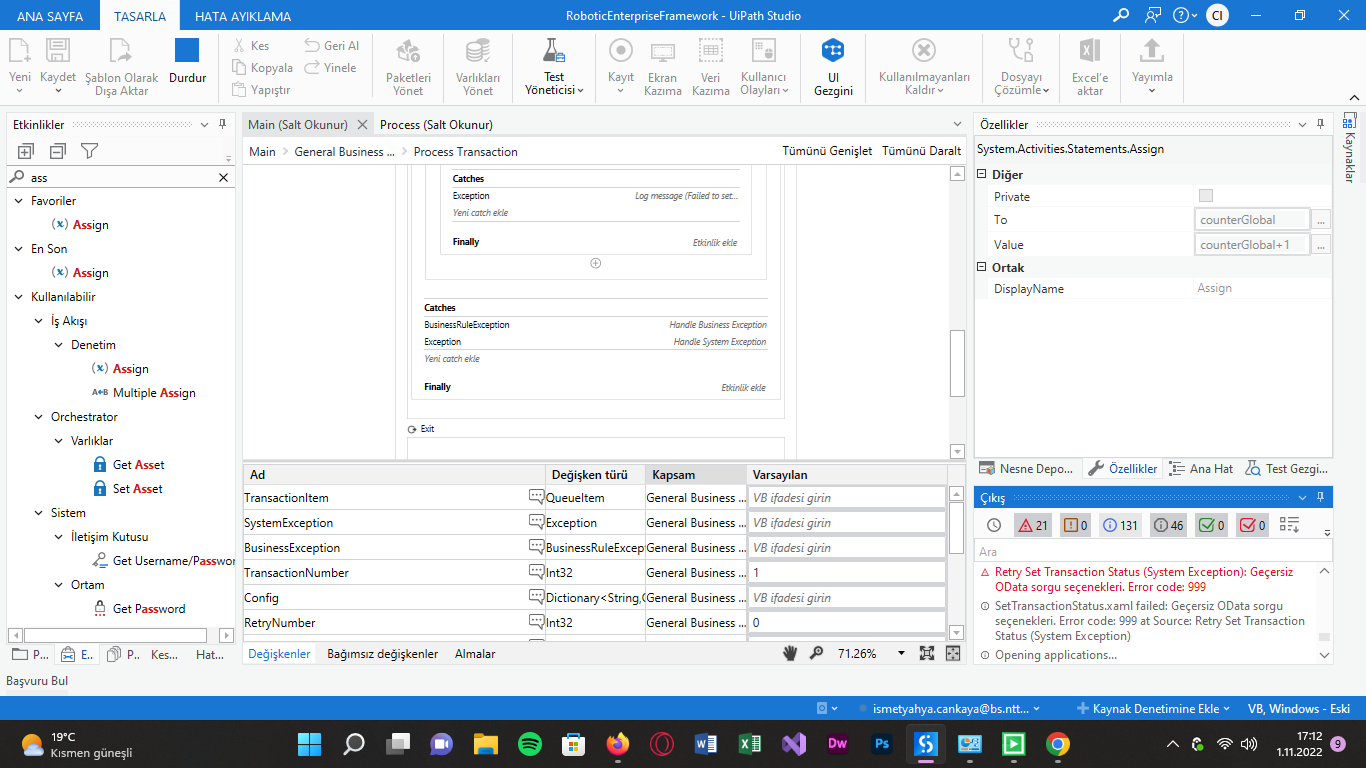 RoboticEnterpriseFramework - UiPath Studio
ANA SAYFA
TASARLA
HATA AYIKLAMA
CI
Yeni
Kaydet
Şablon Olarak
Dışa Aktar
Durdur
Kes
Kopyala
Yapıştır
Geri Al
Yinele
Paketleri
Yönet
Varlıkları
Yönet
Test
Yöneticisi
Kayıt
Ekran
Kazıma
Veri
Kazıma
Kullanıcı
Olayları
UI
Gezgini
Kullanılmayanları
Kaldır
Dosyayı
Çözümle
Excel'e
aktar
Yayımla
Etkinlikler
ass
Favoriler
(x) Assign
En Son
(x) Assign
Kullanılabilir
İş Akışı
Denetim
(x) Assign
A+B Multiple Assign
Orchestrator
Varlıklar
Get Asset
Set Asset
Sistem
İletişim Kutusu
Get Username/Passwor
Ortam
Get Password
P...
E..
P..
Kes...
Hat...
Başvuru Bul
Main (Salt Okunur)
Process (Salt Okunur)
Main > General Business ... > Process Transaction
Tümünü Genişlet
Tümünü Daralt
Catches
Exception
Log message (Failed to set...
Yeni catch ekle
Finally
Etkinlik ekle
Catches
BusinessRuleException
Handle Business Exception
Exception
Handle System Exception
Yeni catch ekle
Finally
Etkinlik ekle
Exit
Ad
Değişken türü
Kapsam
Varsayılan
TransactionItem QueueItem General Business ... VB ifadesi girin
SystemException Exception General Business ... VB ifadesi girin
BusinessException BusinessRuleExcep General Business ... VB ifadesi girin
TransactionNumber Int32 General Business ... 1
Config Dictionary<String,O General Business ... VB ifadesi girin
RetryNumber Int32 General Business ... 0
Değişkenler
Bağımsız değişkenler
Almalar
71.26%
Özellikler
System.Activities.Statements.Assign
Diğer
Private
To counterGlobal ...
Value counterGlobal+1 ...
Ortak
DisplayName Assign
Kaynaklar
Nesne Depo...
Özellikler
Ana Hat
Test Gezgi...
Çıkış
21
0
131
46
0
0
Ara
Retry Set Transaction Status (System Exception): Geçersiz
OData sorgu seçenekleri. Error code: 999
SetTransactionStatus.xaml failed: Geçersiz OData sorgu
seçenekleri. Error code: 999 at Source: Retry Set Transaction
Status (System Exception)
Opening applications...
ismetyahya.cankaya@bs.ntt...
Kaynak Denetimine Ekle
VB, Windows - Eski
19°C
Kısmen güneşli
Dw
Ps
17:12
1.11.2022
9